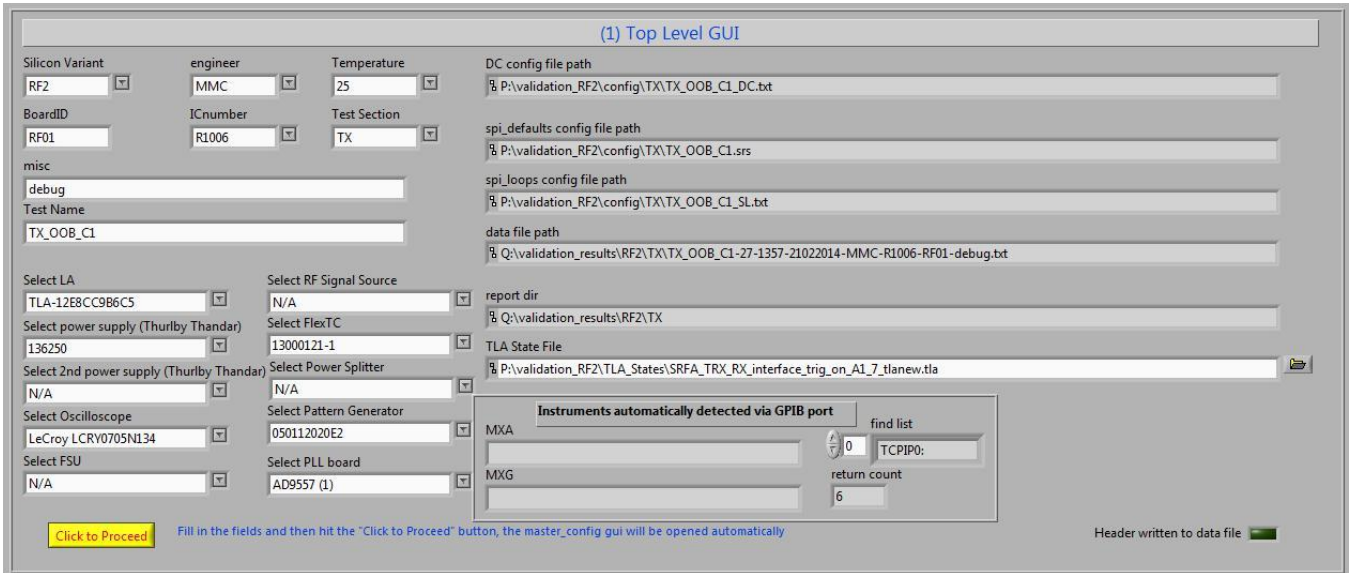 (1) Top Level GUI
Silicon Variant
RF2
engineer
MMC
Temperature
25
BoardID
RF01
ICnumber
R1006
Test Section
TX
misc
debug
Test Name
TX_OOB_C1
Select LA
TLA-12E8CC9B6C5
Select RF Signal Source
N/A
Select power supply (Thurlby Thandar)
136250
Select FlexTC
13000121-1
Select 2nd power supply (Thurlby Thandar)
N/A
Select Power Splitter
N/A
Select Oscilloscope
LeCroy LCRY0705N134
Select Pattern Generator
050112020E2
Select FSU
N/A
Select PLL board
AD9557 (1)
DC config file path
P:\validation_RF2\config\TX\TX_OOB_C1_DC.txt
spi_defaults config file path
P:\validation_RF2\config\TX\TX_OOB_C1.srs
spi_loops config file path
P:\validation_RF2\config\TX\TX_OOB_C1_SL.txt
data file path
Q:\validation_results\RF2\TX\TX_OOB_C1-27-1357-21022014-MMC-R1006-RF01-debug.txt
report dir
Q:\validation_results\RF2\TX
TLA State File
P:\validation_RF2\TLA_States\SRFA_TRX_RX_interface_trig_on_A1_7_tlanew.tla
Instruments automatically detected via GPIB port
MXA
MXG
find list
0
TCPIP0:
return count
6
Click to Proceed
Fill in the fields and then hit the "Click to Proceed" button, the master_config gui will be opened automatically
Header written to data file